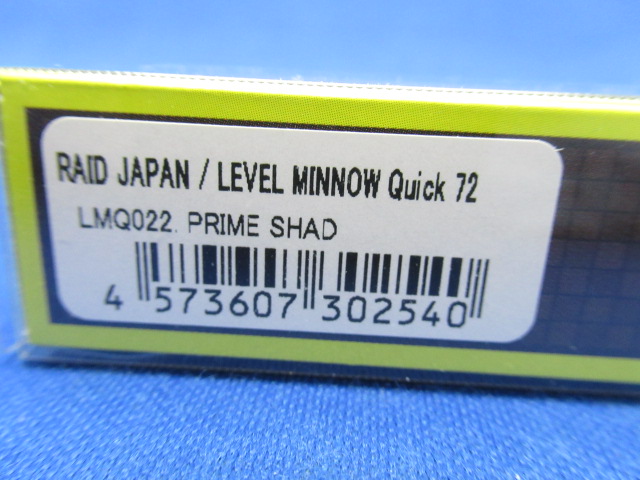 RAID JAPAN / LEVEL MINNOW Quick 72
LMQ022. PRIME SHAD
4 573607 302540